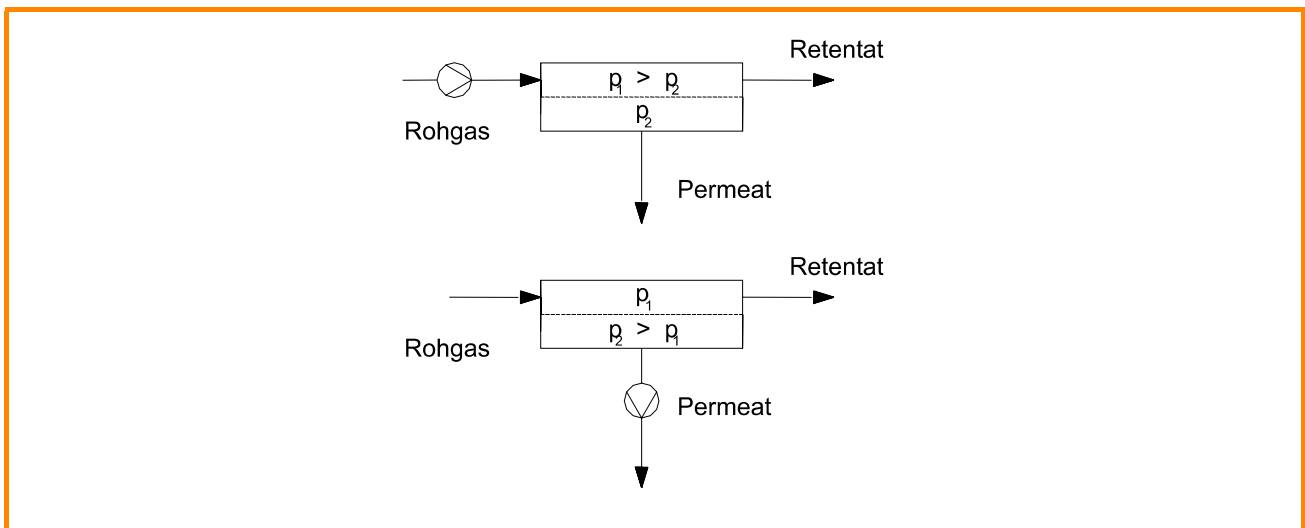 Retentat
p₁ > p₂
p₂
Rohgas
Permeat
Retentat
p₁
p₂ > p₁
Rohgas
Permeat